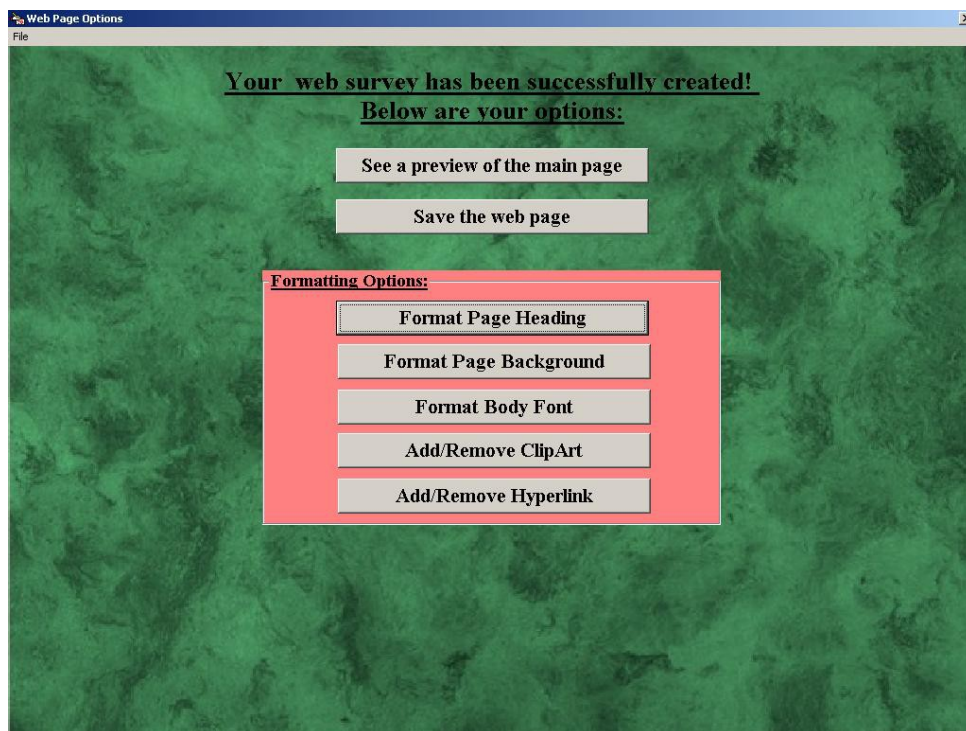 Web Page Options
File
Your web survey has been successfully created!
Below are your options:
See a preview of the main page
Save the web page
Formatting Options:
Format Page Heading
Format Page Background
Format Body Font
Add/Remove ClipArt
Add/Remove Hyperlink